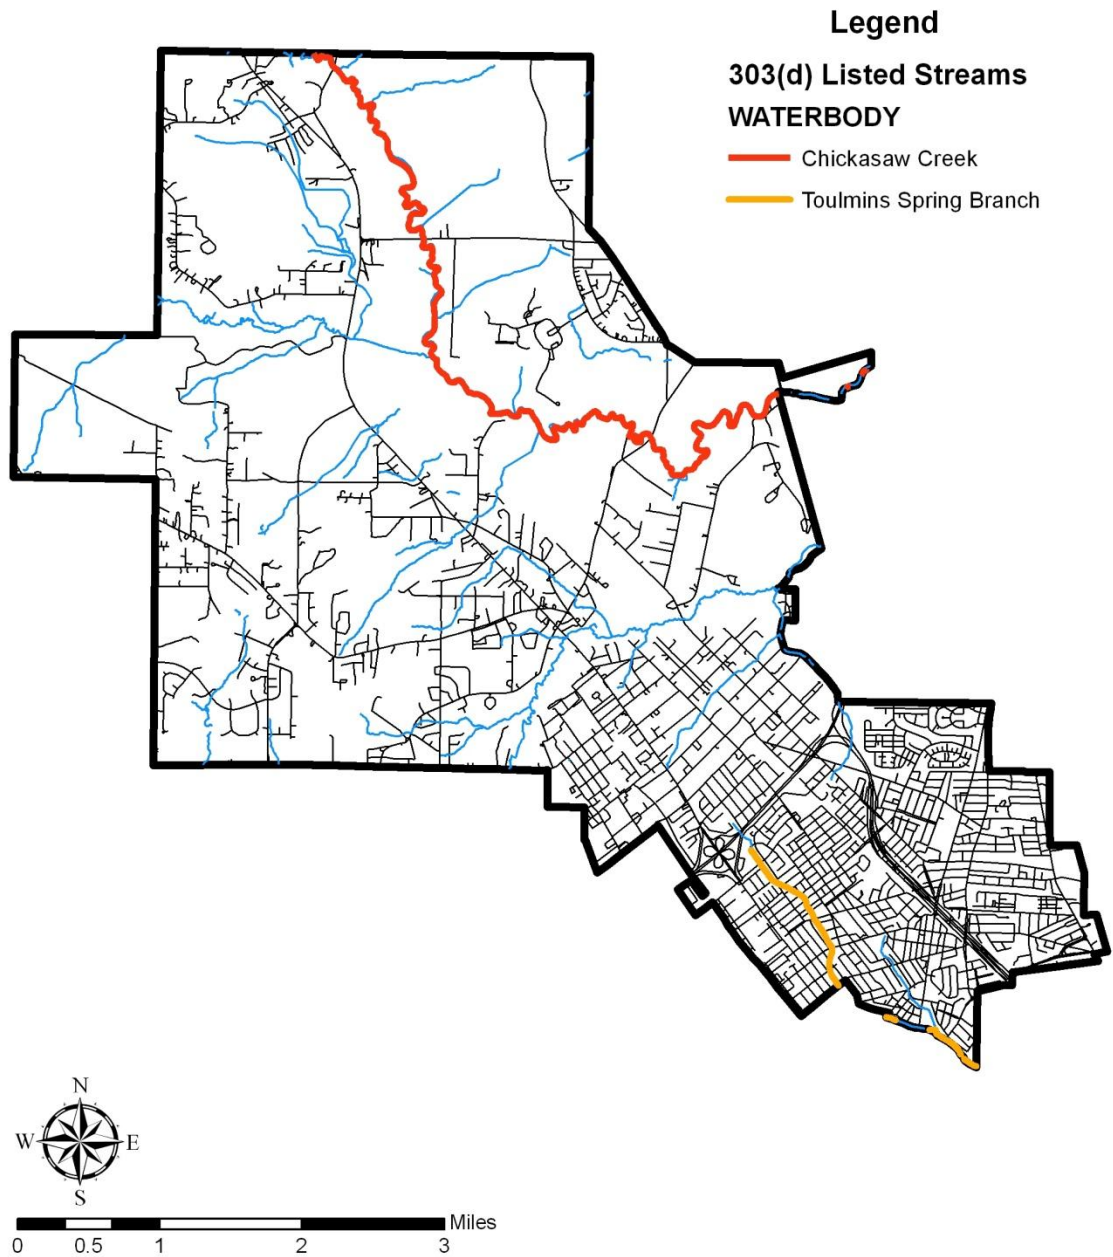 Legend
303(d) Listed Streams
WATERBODY
Chickasaw Creek
Toulmins Spring Branch
N
W E
S
Miles
0 0.5 1 2 3